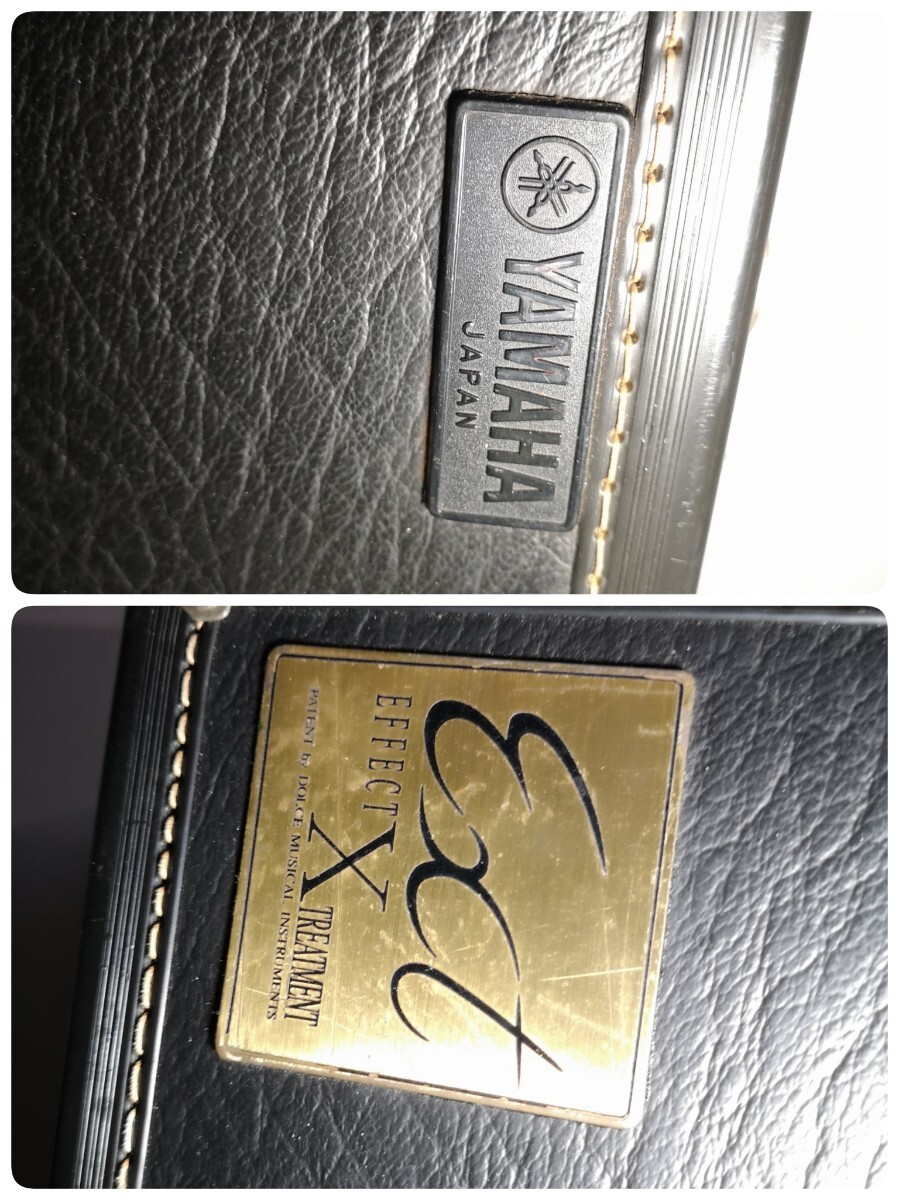 YAMAHA
JAPAN
Ext
EFFECT X TREATMENT
PATENT by DOLCE MUSICAL INSTRUMENTS